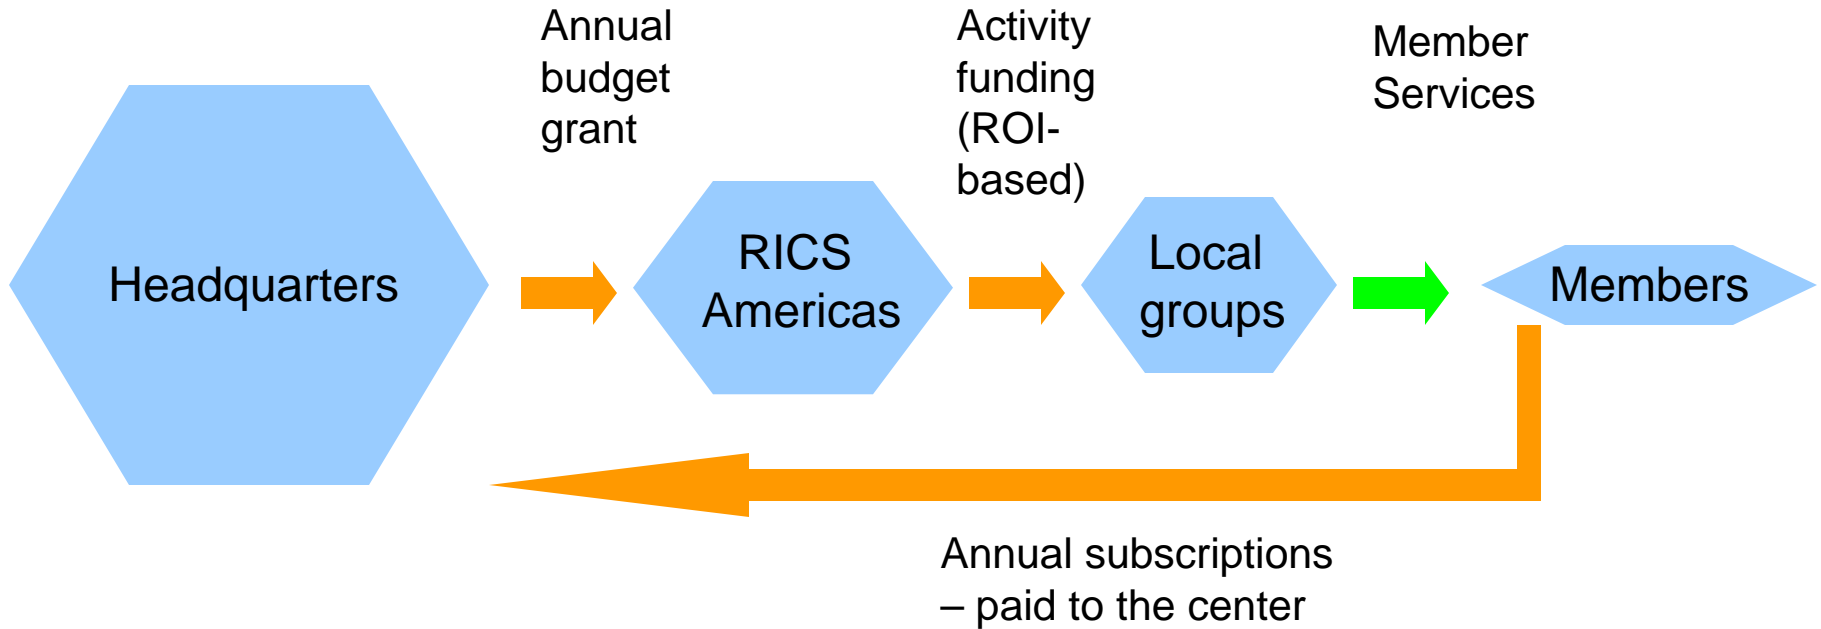 Annual
budget
grant
Activity
funding
(ROI-
based)
Member
Services
Headquarters
RICS
Americas
Local
groups
Members
Annual subscriptions
– paid to the center